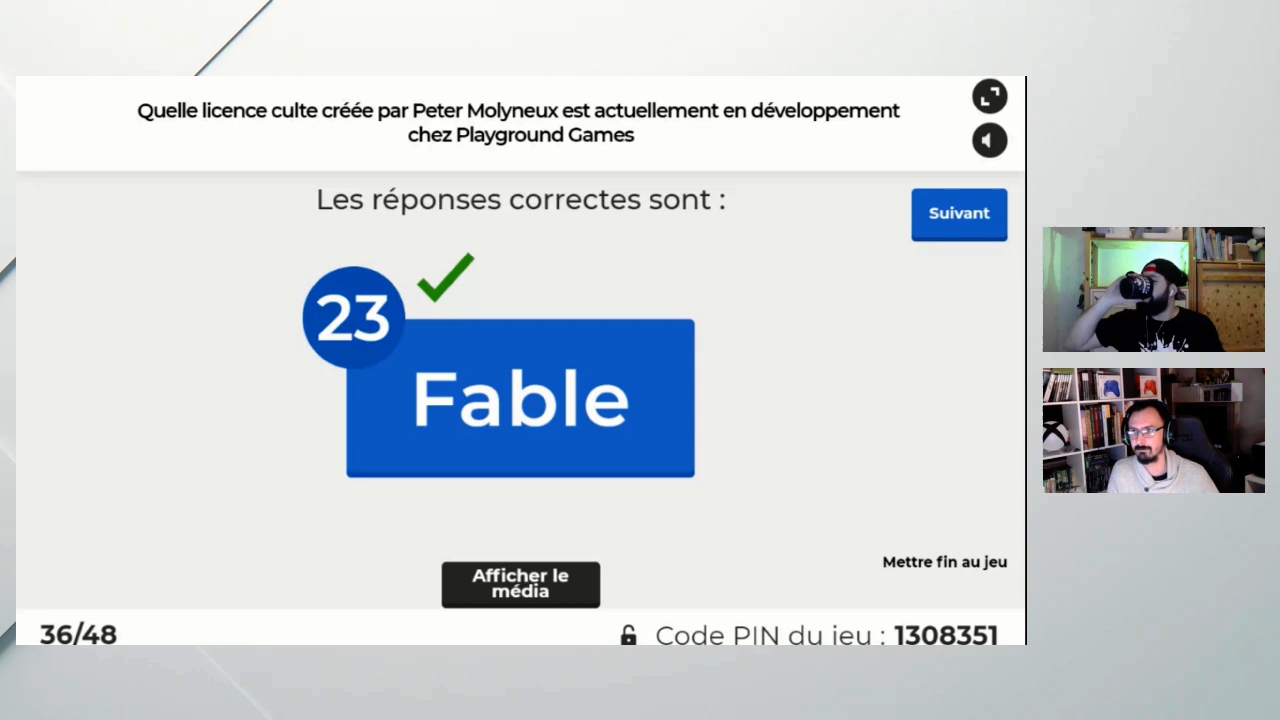 Quelle licence culte créée par Peter Molyneux est actuellement en développement
chez Playground Games
Les réponses correctes sont :
Suivant
23
Fable
Mettre fin au jeu
Afficher le
média
36/48
Code PIN du jeu : 1308351